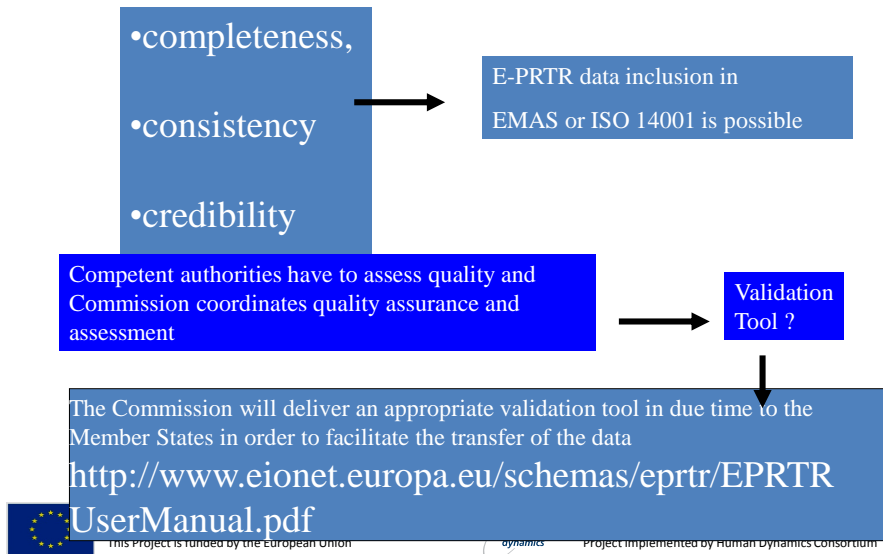 •completeness,
•consistency
•credibility
E-PRTR data inclusion in
EMAS or ISO 14001 is possible
Competent authorities have to assess quality and
Commission coordinates quality assurance and
assessment
Validation
Tool ?
The Commission will deliver an appropriate validation tool in due time to the
Member States in order to facilitate the transfer of the data
http://www.eionet.europa.eu/schemas/eprtr/EPRTR
UserManual.pdf
This Project is funded by the European Union
dynamics
Project implemented by Human Dynamics Consortium